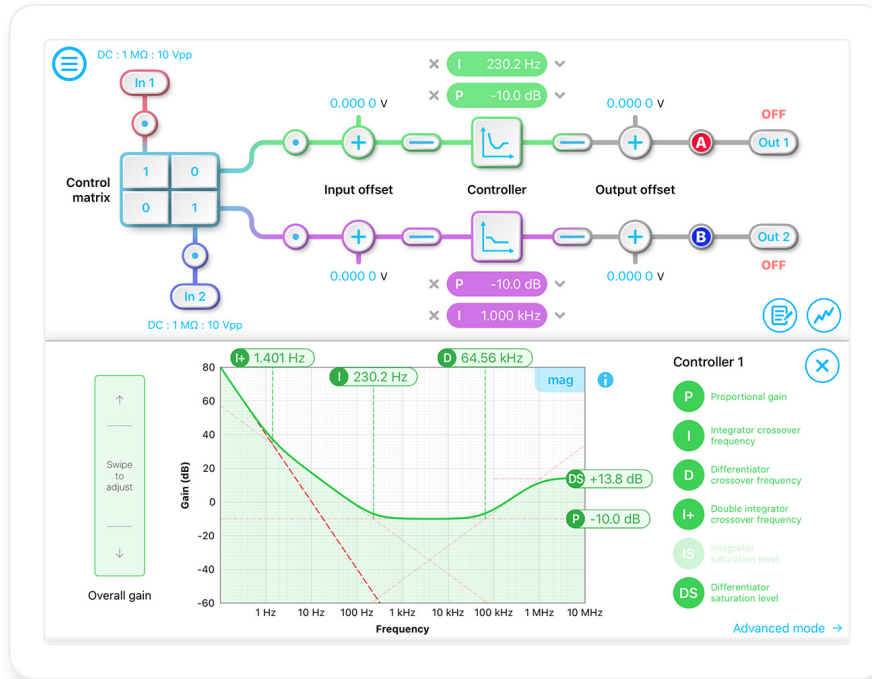 DC : 1 MΩ : 10 Vpp
In 1
I 230.2 Hz
P -10.0 dB
0.000 0 V
0.000 0 V
OFF
A
Out 1
1 0
0 1
Control
matrix
Input offset
Controller
Output offset
B
Out 2
OFF
0.000 0 V
0.000 0 V
P -10.0 dB
I 1.000 kHz
In 2
DC : 1 MΩ : 10 Vpp
Swipe
to
adjust
Overall gain
I+ 1.401 Hz
I 230.2 Hz
D 64.56 kHz
mag
i
80
60
40
20
0
-20
-40
-60
Gain (dB)
DS +13.8 dB
P -10.0 dB
1 Hz 10 Hz 100 Hz 1 kHz 10 kHz 100 kHz 1 MHz 10 MHz
Frequency
Controller 1
P Proportional gain
I Integrator crossover
frequency
D Differentiator
crossover frequency
I+ Double integrator
crossover frequency
IS Integrator
saturation level
DS Differentiator
saturation level
Advanced mode →